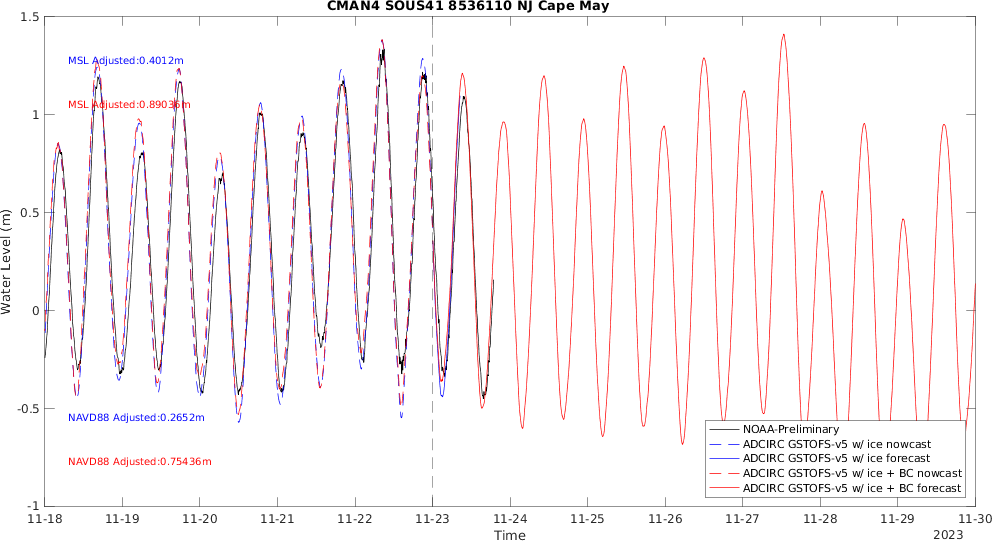 CMAN4 SOUS41 8536110 NJ Cape May
1.5
1
0.5
0
-0.5
-1
Water Level (m)
MSL Adjusted:0.4012m
MSL Adjusted:0.89036m
NAVD88 Adjusted:0.2652m
NAVD88 Adjusted:0.75436m
NOAA-Preliminary
ADCIRC GSTOFS-v5 w/ ice nowcast
ADCIRC GSTOFS-v5 w/ ice forecast
ADCIRC GSTOFS-v5 w/ ice + BC nowcast
ADCIRC GSTOFS-v5 w/ ice + BC forecast
11-18 11-19 11-20 11-21 11-22 11-23 11-24 11-25 11-26 11-27 11-28 11-29 11-30
Time
2023